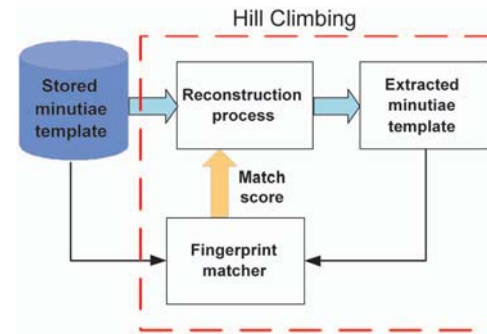 Hill Climbing
Stored
minutiae
template
Reconstruction
process
Extracted
minutiae
template
Match
score
Fingerprint
matcher